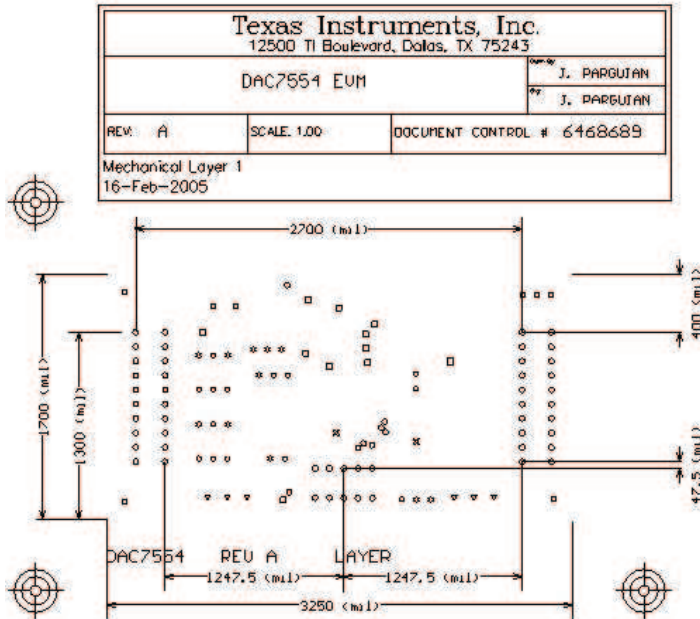 Texas Instruments, Inc.
12500 TI Boulevard, Dallas, TX 75243
DAC7554 EVM
J. PARGUIAN
By
J. PARGUIAN
REV: A
SCALE: 1.00
DOCUMENT CONTROL # 6468689
Mechanical Layer 1
16-Feb-2005
2700 (mil)
400 (mil)
1700 (mil)
1300 (mil)
47.5 (mil)
DAC7554 REV A LAYER
1247.5 (mil)
1247.5 (mil)
3250 (mil)